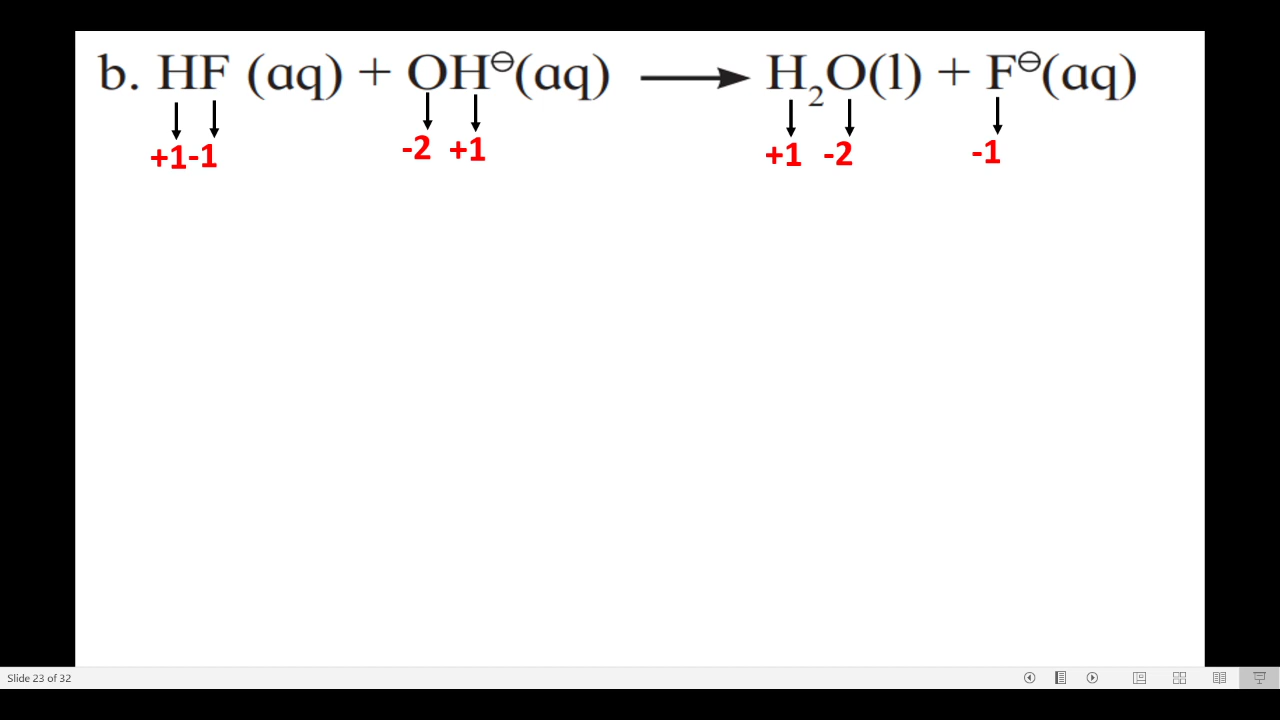 b. HF (aq) + OH⊖(aq) ⟶ H₂O(l) + F⊖(aq)
+1 -1 -2 +1 +1 -2 -1
Slide 23 of 32